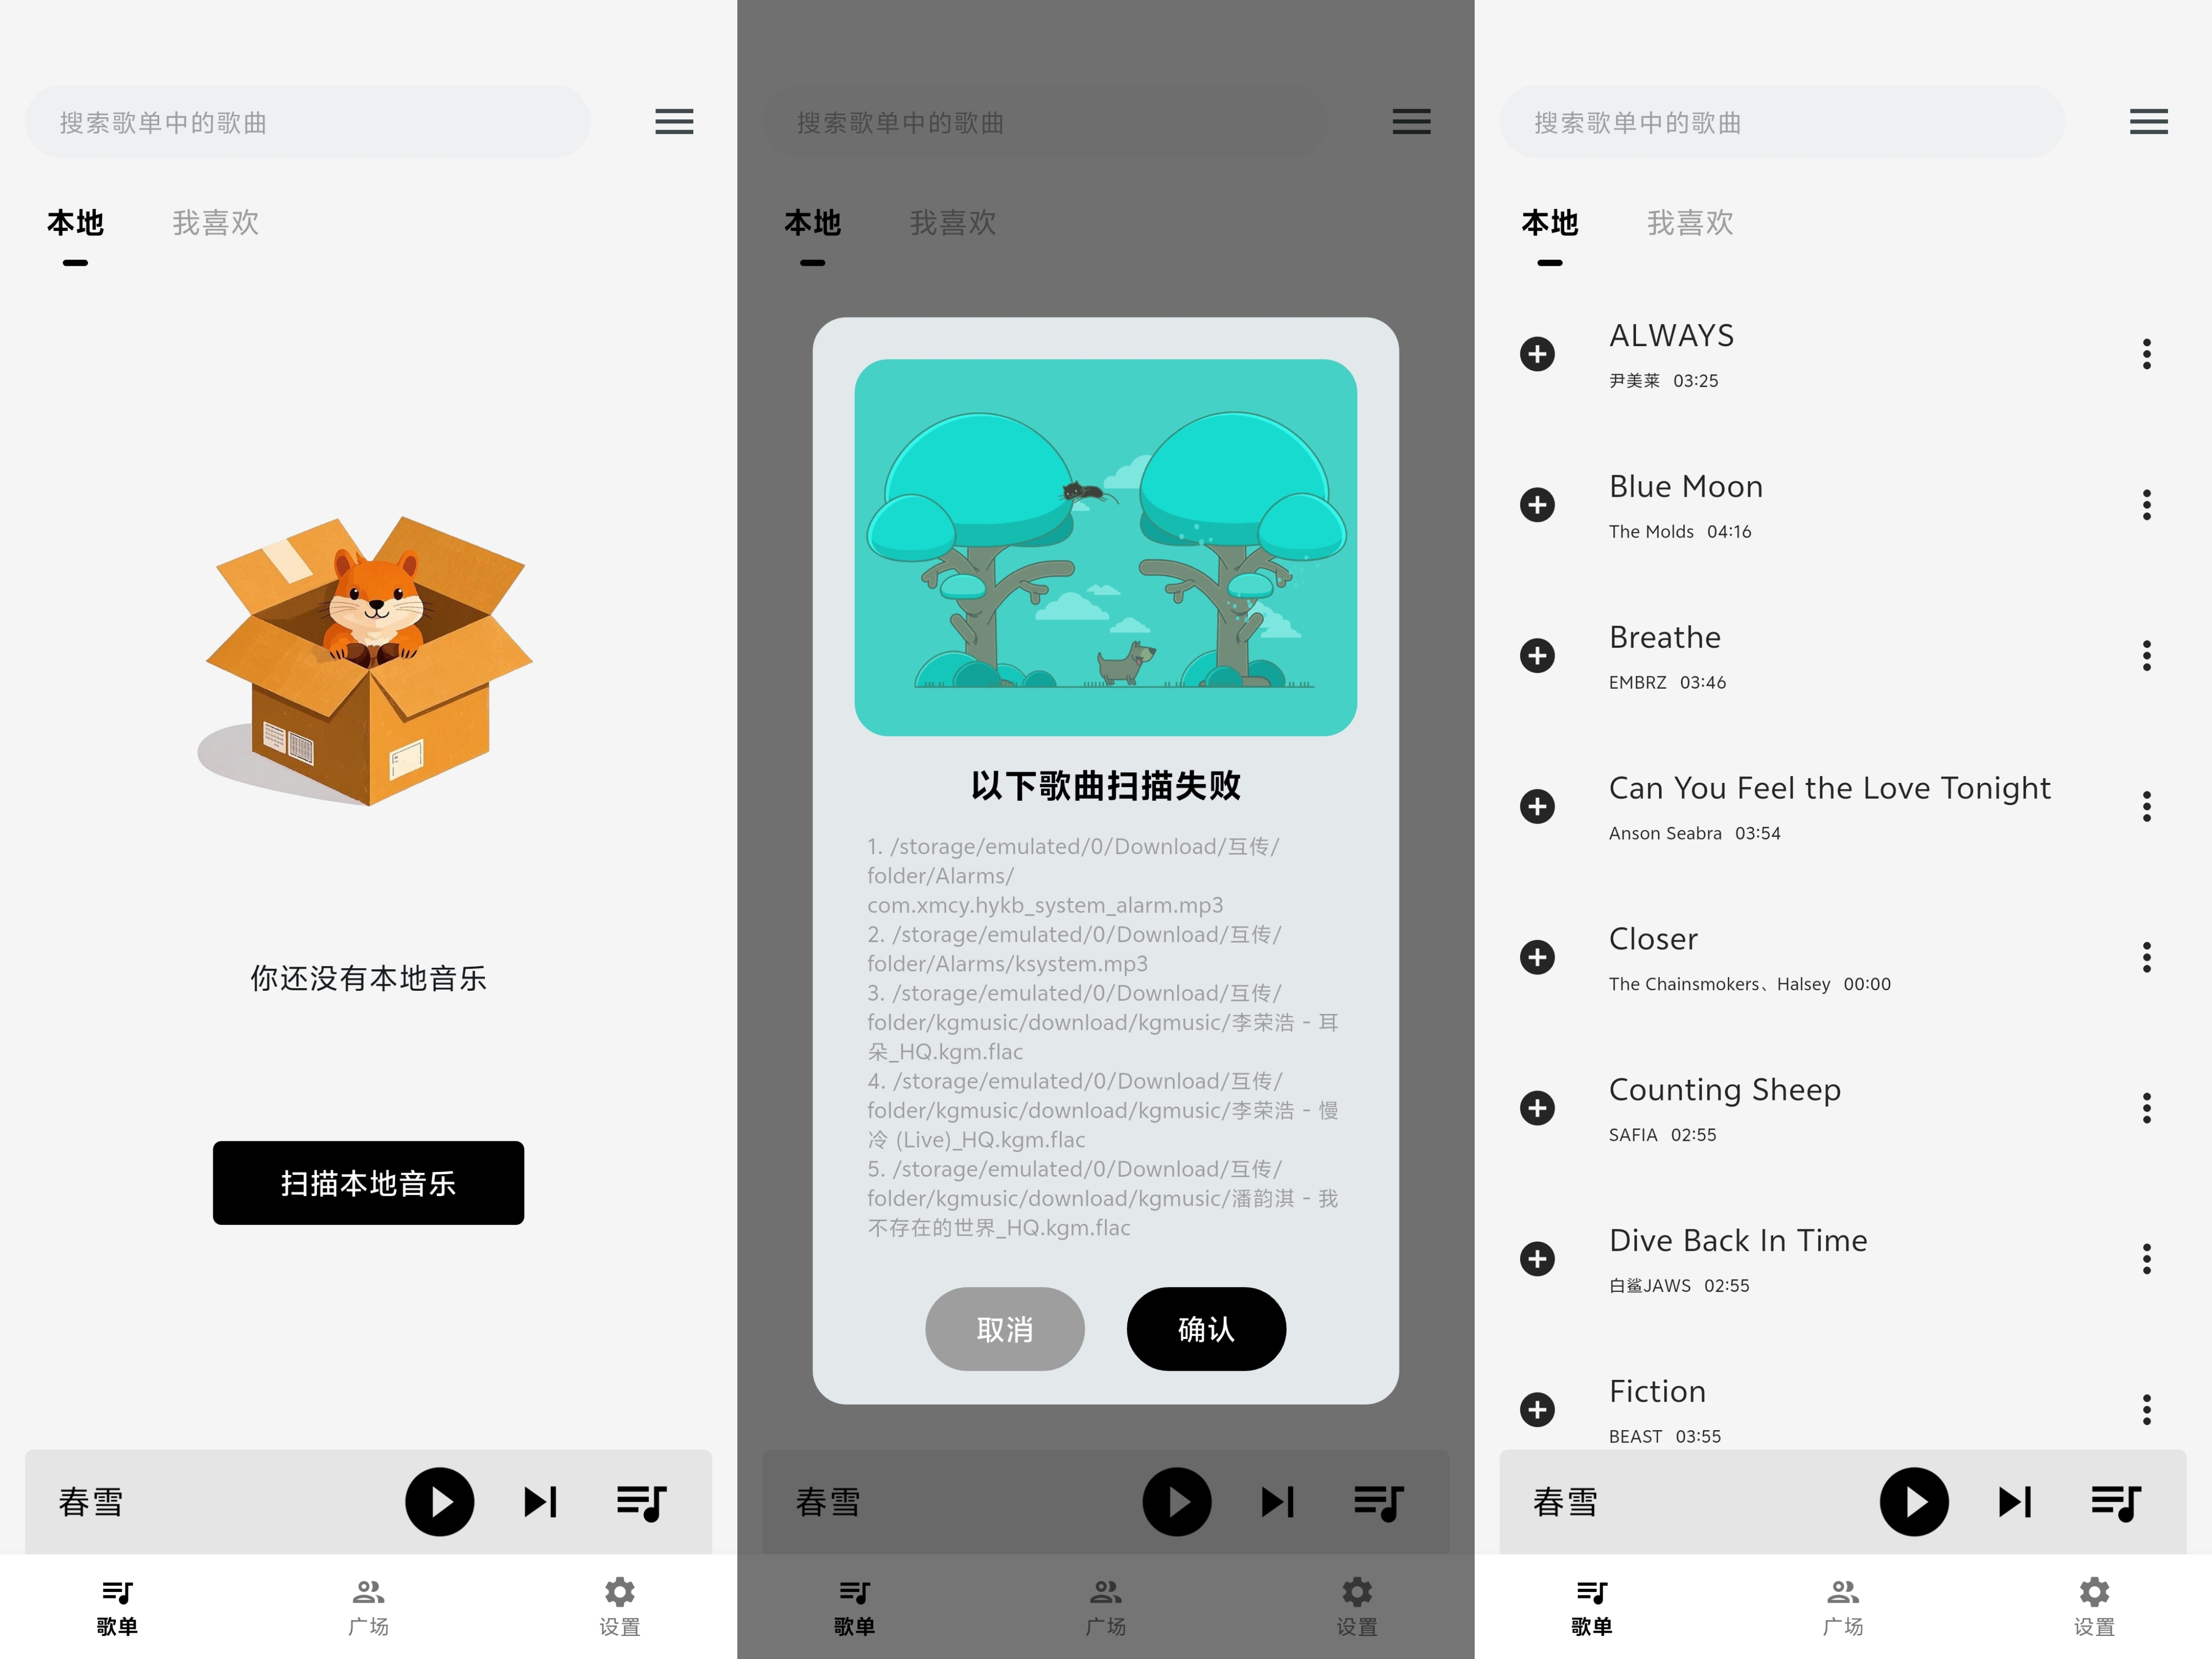 搜索歌单中的歌曲
本地 我喜欢
你还没有本地音乐
扫描本地音乐
春雪
歌单 广场 设置
搜索歌单中的歌曲
本地 我喜欢
以下歌曲扫描失败
1. /storage/emulated/0/Download/互传/
folder/Alarms/
com.xmcy.hykb_system_alarm.mp3
2. /storage/emulated/0/Download/互传/
folder/Alarms/ksystem.mp3
3. /storage/emulated/0/Download/互传/
folder/kgmusic/download/kgmusic/李荣浩 - 耳
朵_HQ.kgm.flac
4. /storage/emulated/0/Download/互传/
folder/kgmusic/download/kgmusic/李荣浩 - 慢
冷 (Live)_HQ.kgm.flac
5. /storage/emulated/0/Download/互传/
folder/kgmusic/download/kgmusic/潘韵淇 - 我
不存在的世界_HQ.kgm.flac
取消 确认
春雪
歌单 广场 设置
搜索歌单中的歌曲
本地 我喜欢
ALWAYS
尹美莱 03:25
Blue Moon
The Molds 04:16
Breathe
EMBRZ 03:46
Can You Feel the Love Tonight
Anson Seabra 03:54
Closer
The Chainsmokers、Halsey 00:00
Counting Sheep
SAFIA 02:55
Dive Back In Time
白鲨JAWS 02:55
Fiction
BEAST 03:55
春雪
歌单 广场 设置